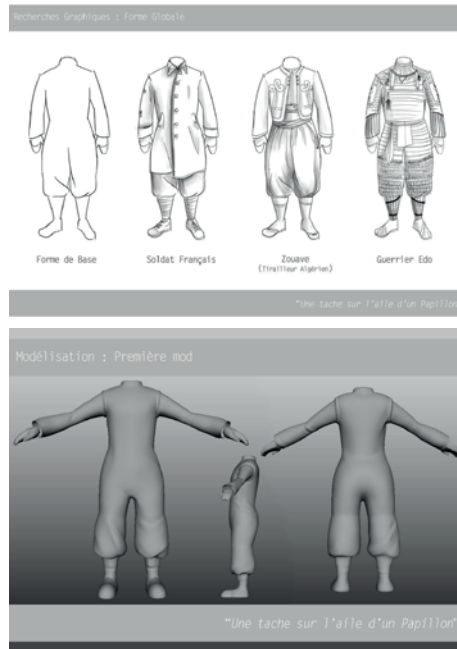 Recherches Graphiques : Forme Globale
Forme de Base
Soldat Français
Zouave
(Tirailleur Algérien)
Guerrier Edo
"Une tache sur l'aile d'un Papillon
Modélisation : Première mod
"Une tache sur l'aile d'un Papillon"